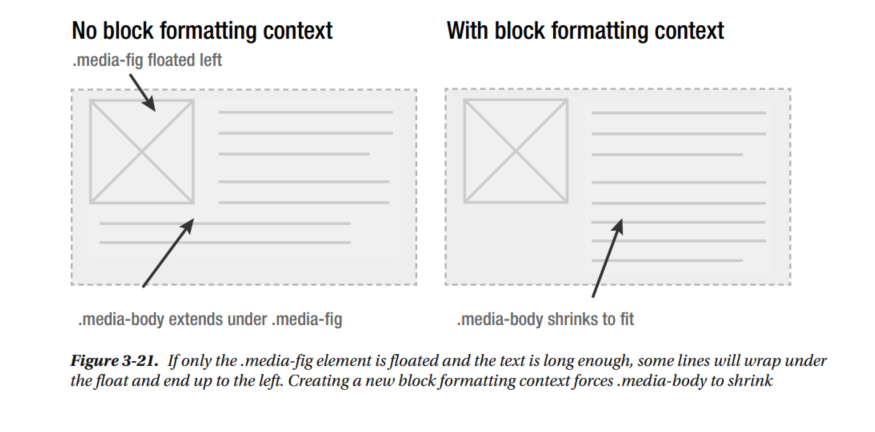 No block formatting context
.media-fig floated left
.media-body extends under .media-fig
With block formatting context
.media-body shrinks to fit
Figure 3-21. If only the .media-fig element is floated and the text is long enough, some lines will wrap under
the float and end up to the left. Creating a new block formatting context forces .media-body to shrink